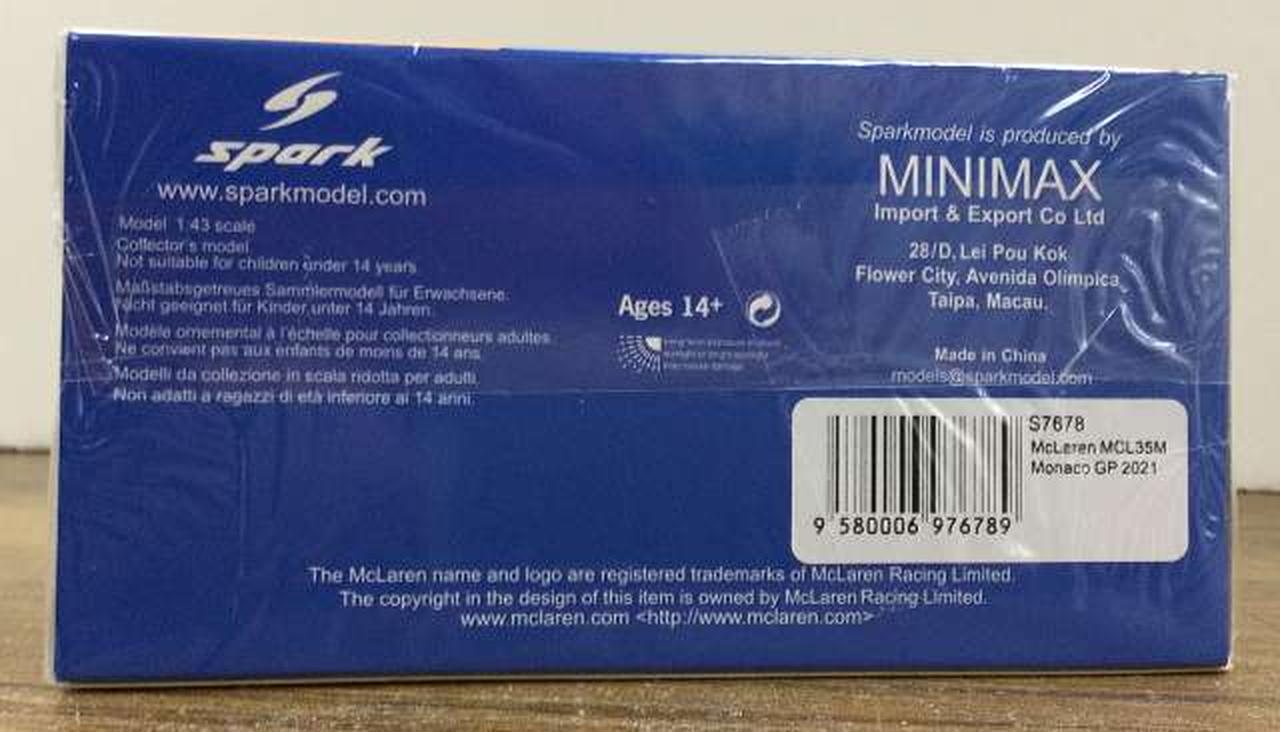 spark
www.sparkmodel.com
Model 1:43 scale
Collector's model
Not suitable for children under 14 years
Maßstabsgetreues Sammlermodell für Erwachsene.
Nicht geeignet für Kinder unter 14 Jahren.
Modèle ornemental à l'échelle pour collectionneurs adultes
Ne convient pas aux enfants de moins de 14 ans
Modelli da collezione in scala ridotta per adulti
Non adatti a ragazzi di età inferiore ai 14 anni.
Ages 14+
Sparkmodel is produced by
MINIMAX
Import & Export Co Ltd
28/D, Lei Pou Kok
Flower City, Avenida Olimpica
Taipa, Macau.
Made in China
models@sparkmodel.com
S7678
McLaren MCL35M
Monaco GP 2021
9 580006 976789
The McLaren name and logo are registered trademarks of McLaren Racing Limited.
The copyright in the design of this item is owned by McLaren Racing Limited.
www.mclaren.com <http://www.mclaren.com>